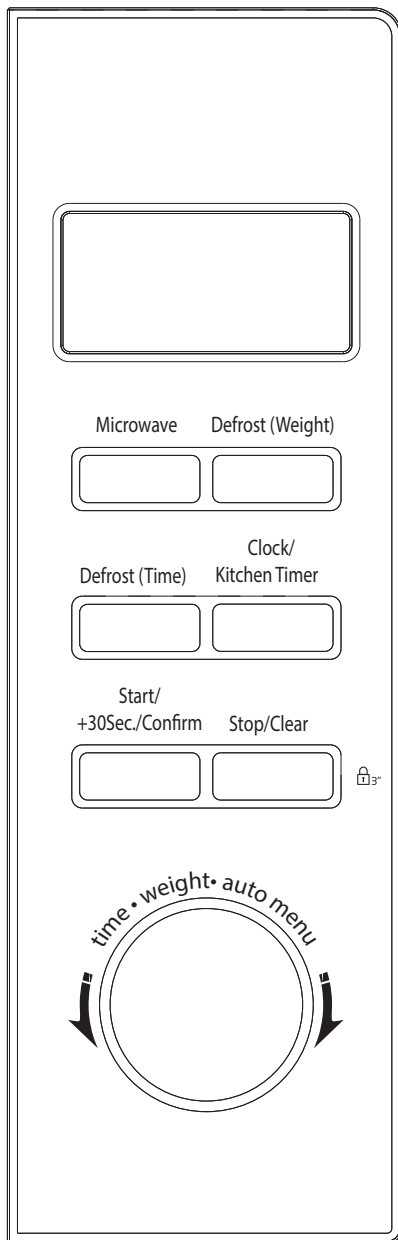 Microwave
Defrost (Weight)
Defrost (Time)
Clock/
Kitchen Timer
Start/
+30Sec./Confirm
Stop/Clear
3"
time • weight• auto menu